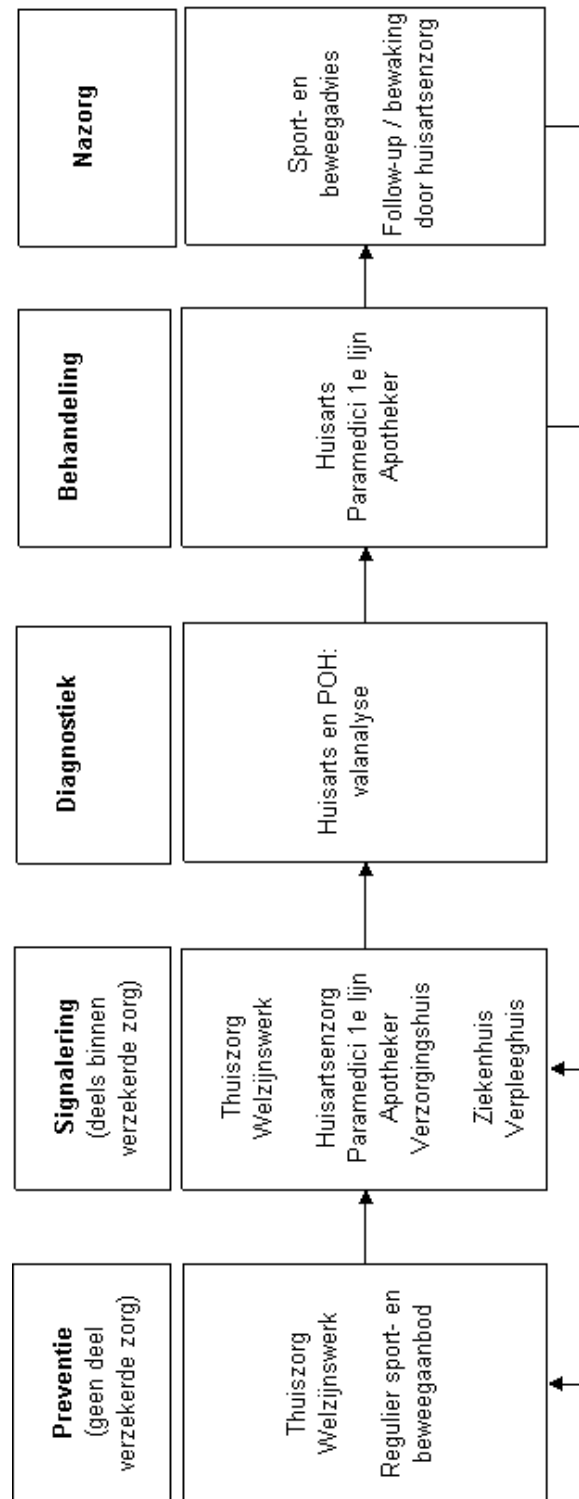 Preventie
(geen deel
verzekerde zorg)
Thuiszorg
Welzijnswerk
Regulier sport- en
beweegaanbod
Signalering
(deels binnen
verzekerde zorg)
Thuiszorg
Welzijnswerk
Huisartsenzorg
Paramedici 1e lijn
Apotheker
Verzorgingshuis
Ziekenhuis
Verpleeghuis
Diagnostiek
Huisarts en POH:
valanalyse
Behandeling
Huisarts
Paramedici 1e lijn
Apotheker
Nazorg
Sport- en
beweegadvies
Follow-up / bewaking
door huisartsenzorg